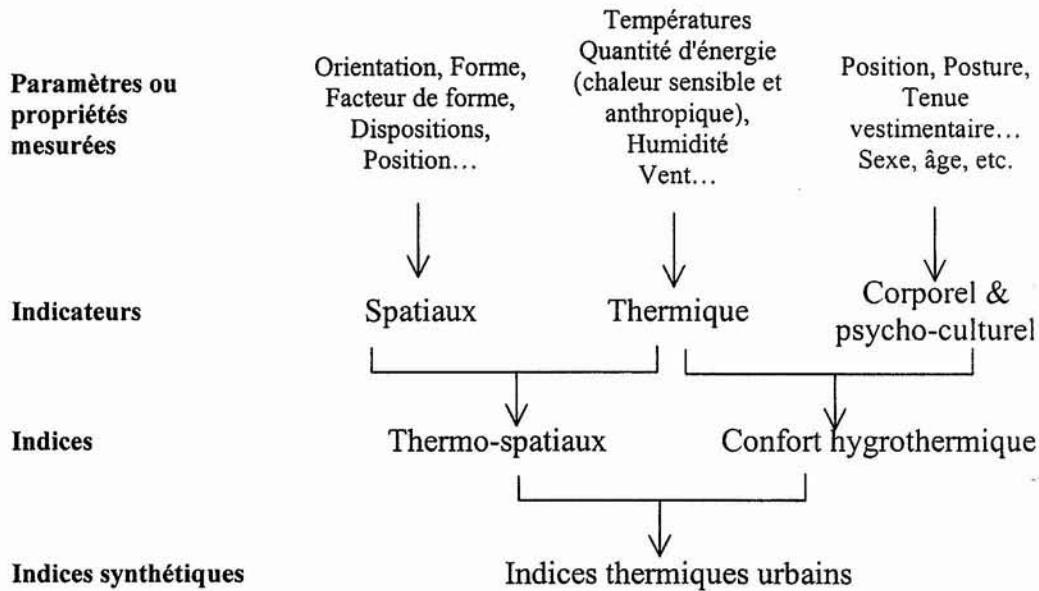 Paramètres ou
propriétés
mesurées
Orientation, Forme,
Facteur de forme,
Dispositions,
Position…
Températures
Quantité d'énergie
(chaleur sensible et
anthropique),
Humidité
Vent…
Position, Posture,
Tenue
vestimentaire…
Sexe, âge, etc.
Indicateurs
Spatiaux
Thermique
Corporel &
psycho-culturel
Indices
Thermo-spatiaux
Confort hygrothermique
Indices synthétiques
Indices thermiques urbains